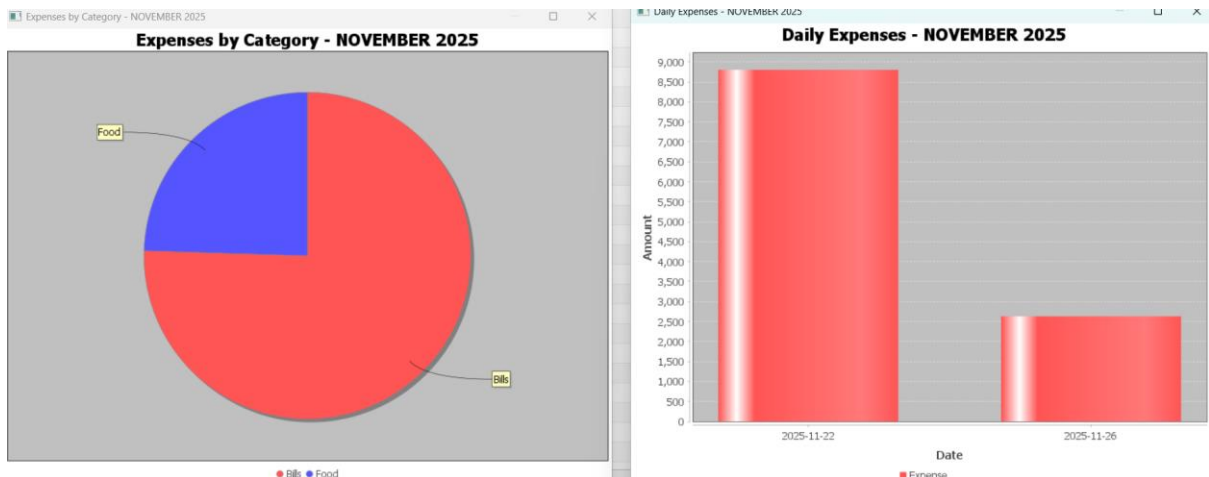 Expenses by Category - NOVEMBER 2025
Expenses by Category - NOVEMBER 2025
Food
Bills
Bills Food
Daily Expenses - NOVEMBER 2025
Daily Expenses - NOVEMBER 2025
9,000
8,500
8,000
7,500
7,000
6,500
6,000
5,500
5,000
4,500
4,000
3,500
3,000
2,500
2,000
1,500
1,000
500
0
Amount
2025-11-22 2025-11-26
Date
Expense